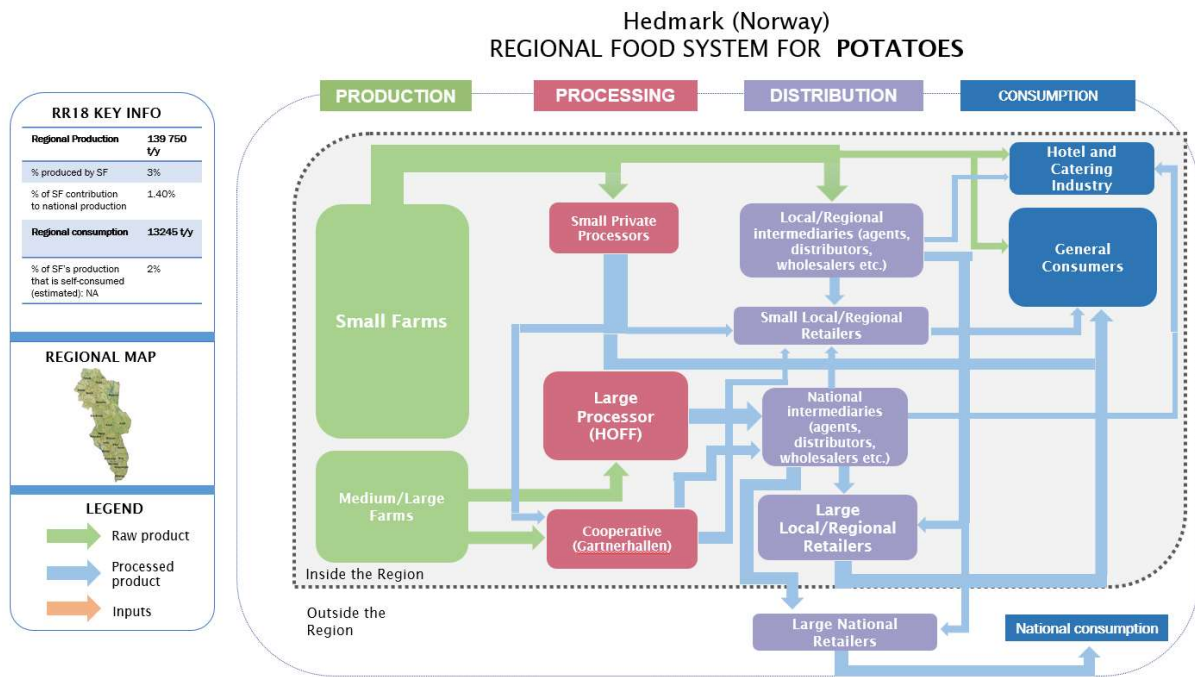 Hedmark (Norway)
REGIONAL FOOD SYSTEM FOR POTATOES
RR18 KEY INFO
Regional Production 139 750
t/y
% produced by SF 3%
% of SF contribution 1.40%
to national production
Regional consumption 13245 t/y
% of SF's production 2%
that is self-consumed
(estimated): NA
REGIONAL MAP
LEGEND
Raw product
Processed
product
Inputs
PRODUCTION
PROCESSING
DISTRIBUTION
CONSUMPTION
Small Farms
Medium/Large
Farms
Small Private
Processors
Large
Processor
(HOFF)
Cooperative
(Gartnerhallen)
Local/Regional
intermediaries (agents,
distributors,
wholesalers etc.)
Small Local/Regional
Retailers
National
intermediaries
(agents,
distributors,
wholesalers etc.)
Large
Local/Regional
Retailers
Large National
Retailers
Hotel and
Catering
Industry
General
Consumers
National consumption
Inside the Region
Outside the
Region